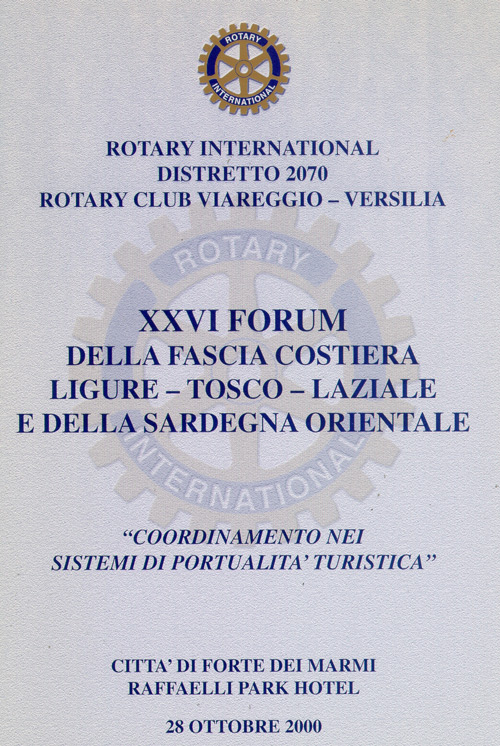 ROTARY
INTERNATIONAL
ROTARY INTERNATIONAL
DISTRETTO 2070
ROTARY CLUB VIAREGGIO – VERSILIA
ROTARY
XXVI FORUM
DELLA FASCIA COSTIERA
LIGURE – TOSCO – LAZIALE
E DELLA SARDEGNA ORIENTALE
INTERNATIONAL
“COORDINAMENTO NEI
SISTEMI DI PORTUALITA’ TURISTICA”
CITTA’ DI FORTE DEI MARMI
RAFFAELLI PARK HOTEL
28 OTTOBRE 2000